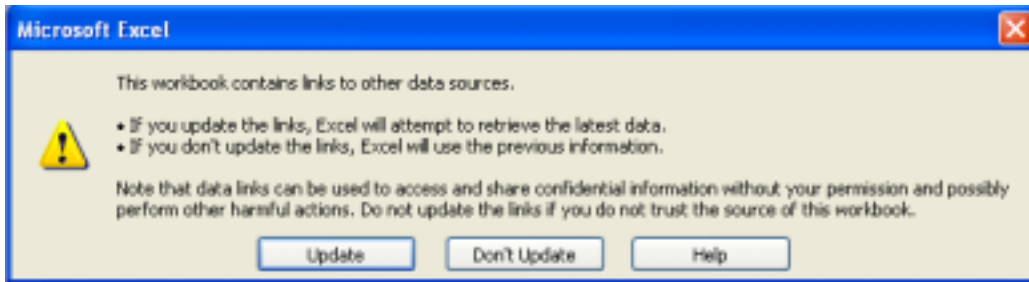 Microsoft Excel
This workbook contains links to other data sources.
• If you update the links, Excel will attempt to retrieve the latest data.
• If you don't update the links, Excel will use the previous information.
Note that data links can be used to access and share confidential information without your permission and possibly
perform other harmful actions. Do not update the links if you do not trust the source of this workbook.
Update Don't Update Help